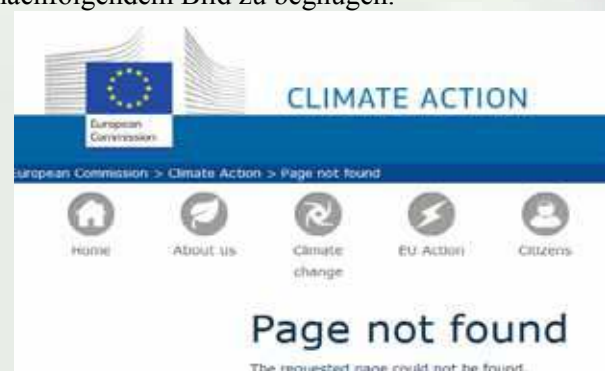 nachfolgendem Bild zu begnügen.
CLIMATE ACTION
European
Commission
European Commission > Climate Action > Page not found
Home
About us
Climate
change
EU Action
Citizens
Page not found
The requested page could not be found.